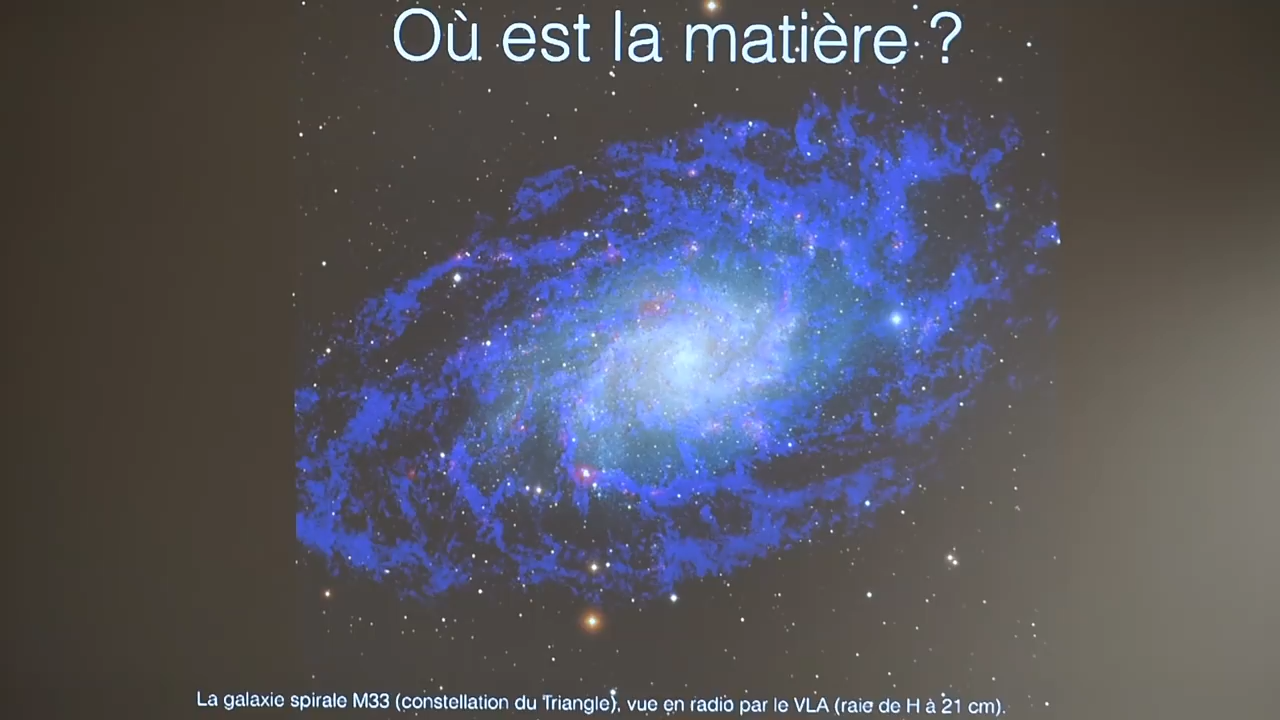 Où est la matière ?
La galaxie spirale M33 (constellation du Triangle), vue en radio par le VLA (raie de H à 21 cm).